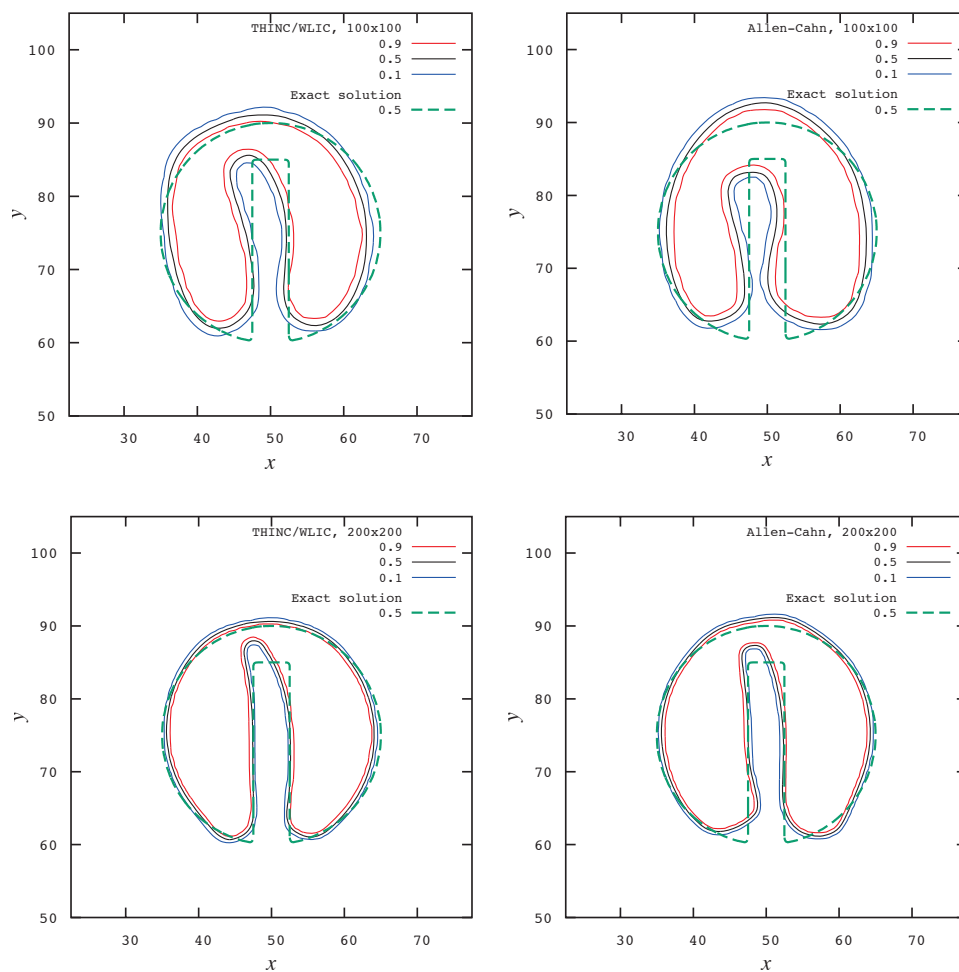 THINC/WLIC, 100x100
0.9
0.5
0.1
Exact solution
0.5
100
90
80
70
60
50
y
30 40 50 60 70
x
Allen-Cahn, 100x100
0.9
0.5
0.1
Exact solution
0.5
100
90
80
70
60
50
y
30 40 50 60 70
x
THINC/WLIC, 200x200
0.9
0.5
0.1
Exact solution
0.5
100
90
80
70
60
50
y
30 40 50 60 70
x
Allen-Cahn, 200x200
0.9
0.5
0.1
Exact solution
0.5
100
90
80
70
60
50
y
30 40 50 60 70
x